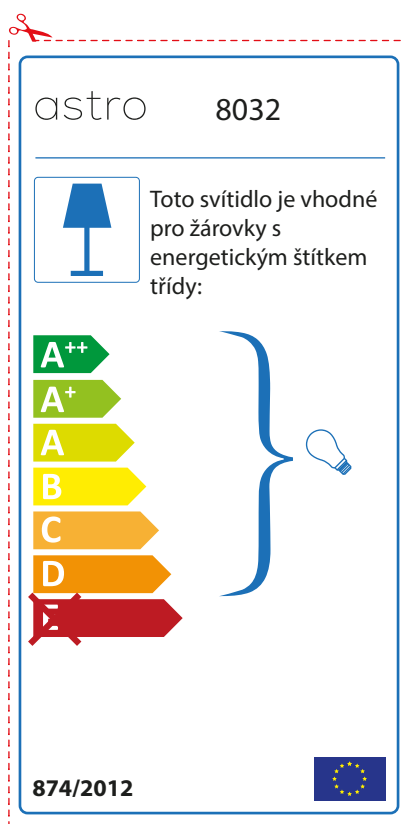 astro 8032
Toto svítidlo je vhodné
pro žárovky s
energetickým štítkem
třídy:
A++
A+
A
B
C
D
E
874/2012